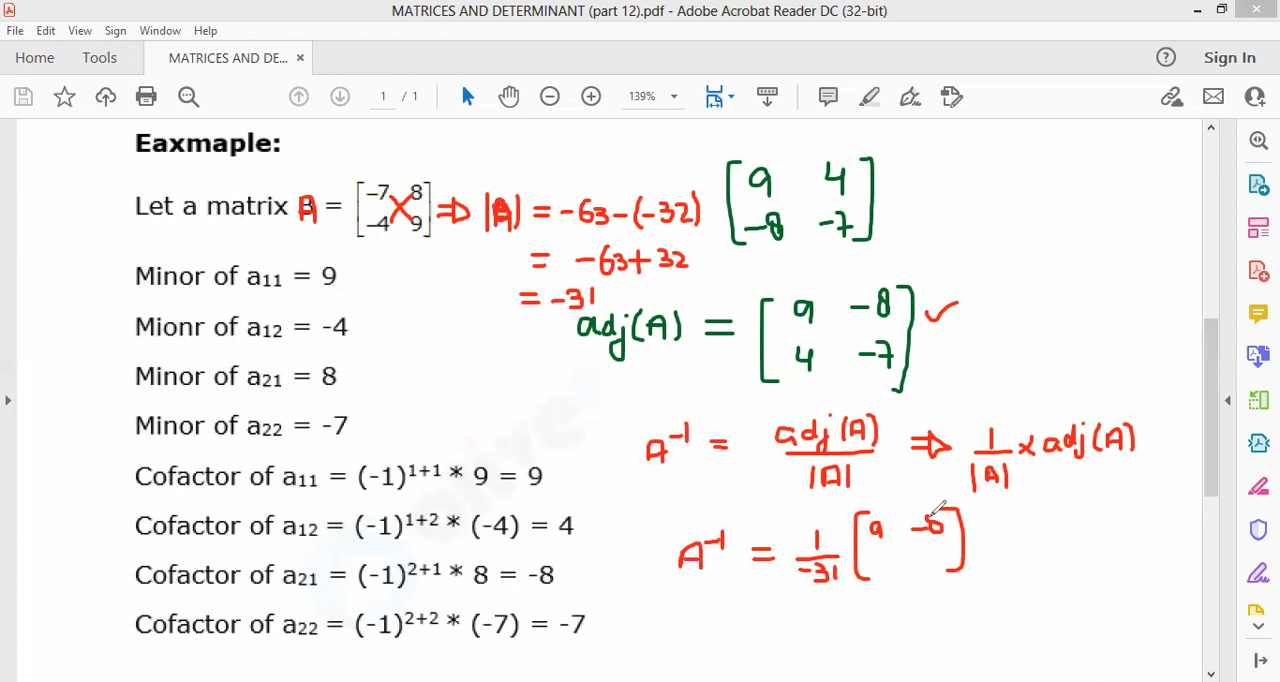 MATRICES AND DETERMINANT (part 12).pdf - Adobe Acrobat Reader DC (32-bit)
File Edit View Sign Window Help
Home Tools MATRICES AND DE... × Sign In
1 / 1 139%
Eaxmaple:
Let a matrix A = [-7 8
-4 9] ⇒ |A| = -63-(-32)
= -63+32
= -31
[9 4
-8 -7]
Minor of a11 = 9
Mionr of a12 = -4
Minor of a21 = 8
Minor of a22 = -7
Cofactor of a11 = (-1)^1+1 * 9 = 9
Cofactor of a12 = (-1)^1+2 * (-4) = 4
Cofactor of a21 = (-1)^2+1 * 8 = -8
Cofactor of a22 = (-1)^2+2 * (-7) = -7
adj(A) = [9 -8
4 -7] ✓
A^-1 = adj(A)/|A| ⇒ 1/|A| × adj(A)
A^-1 = 1/-31 [9 -8]